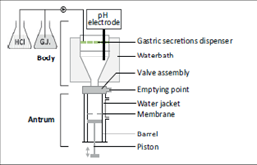 pH
electrode
HCl
G.J.
Gastric secretions dispenser
Waterbath
Body
Valve assembly
Emptying point
Water jacket
Antrum
Membrane
Barrel
Piston